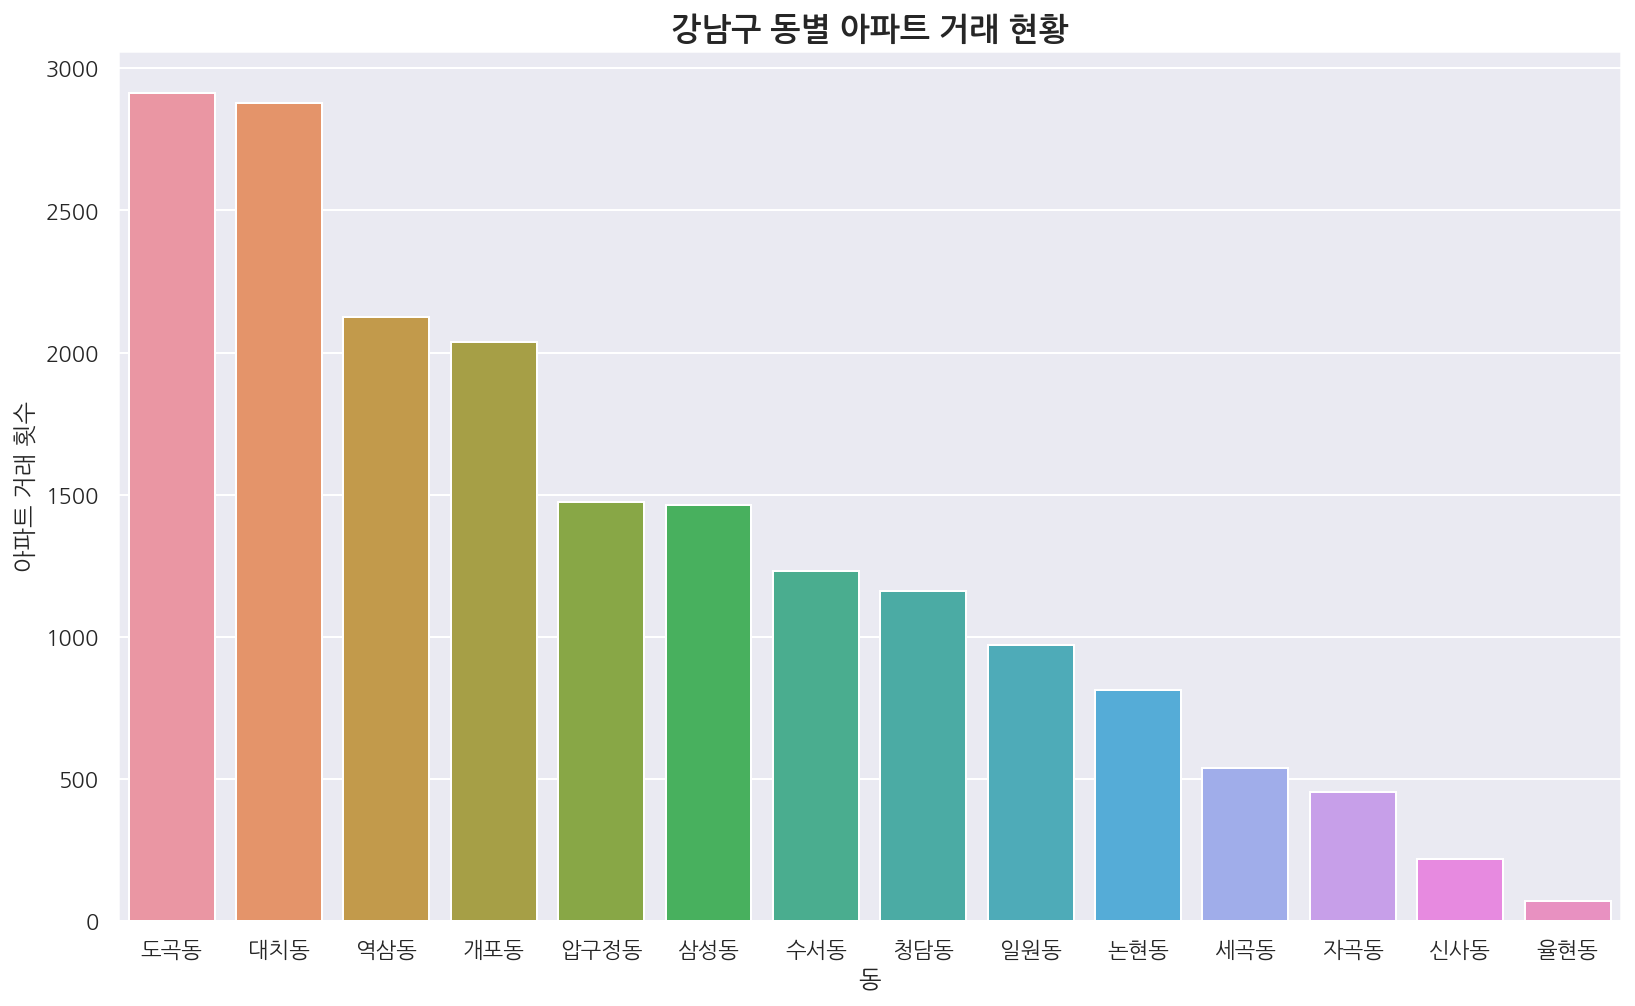 강남구 동별 아파트 거래 현황
아파트 거래 횟수
3000
2500
2000
1500
1000
500
0
도곡동 대치동 역삼동 개포동 압구정동 삼성동 수서동 청담동 일원동 논현동 세곡동 자곡동 신사동 율현동
동